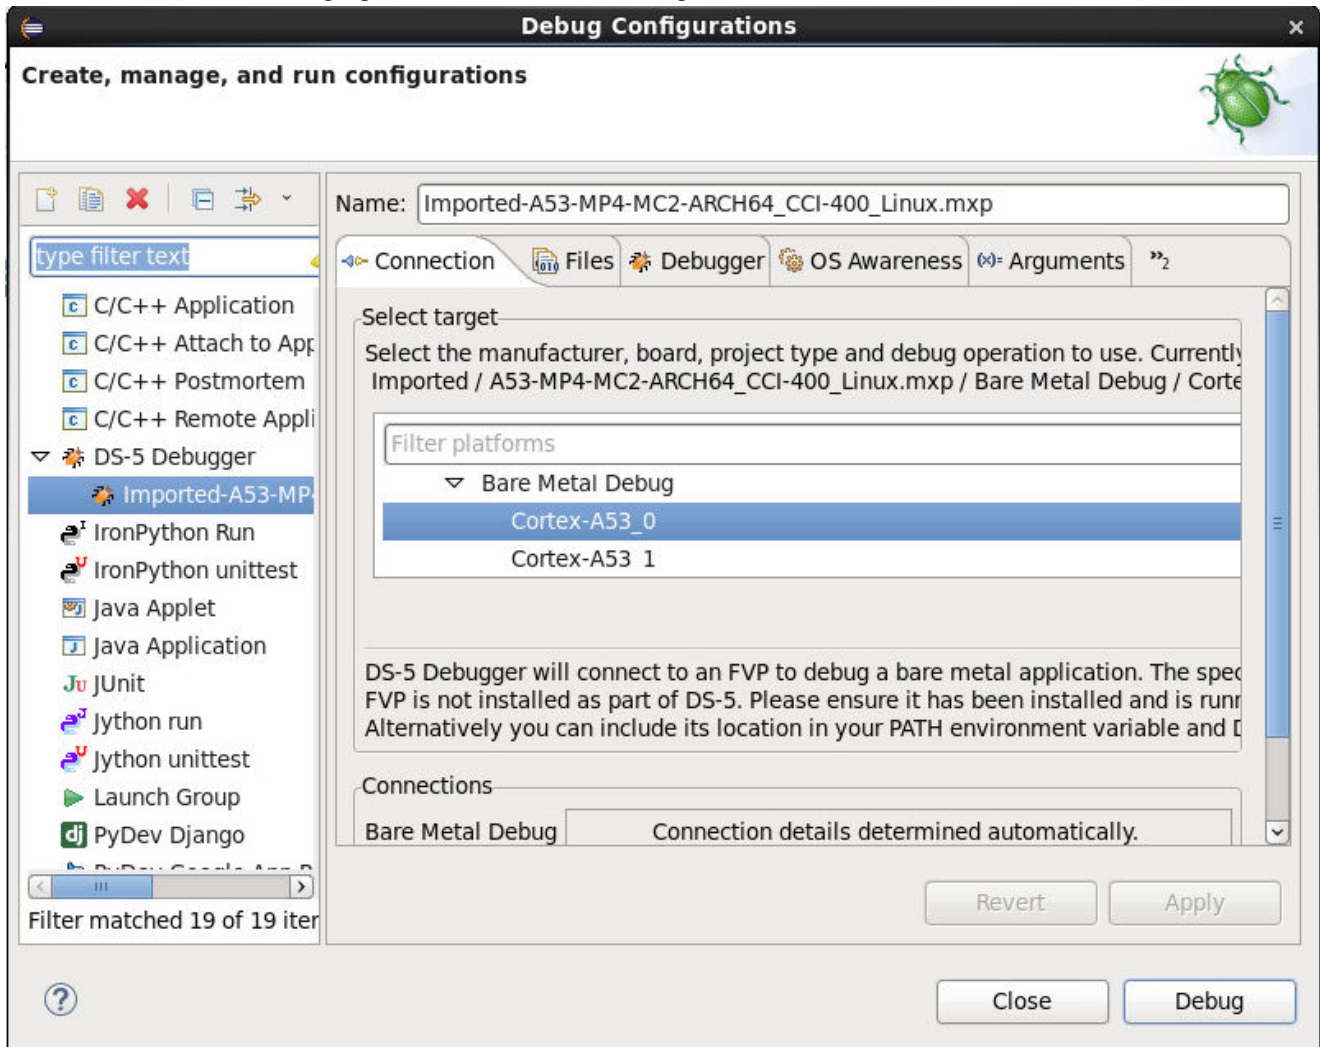 Debug Configurations
Create, manage, and run configurations
type filter text
C/C++ Application
C/C++ Attach to App
C/C++ Postmortem
C/C++ Remote Appli
DS-5 Debugger
Imported-A53-MP
IronPython Run
IronPython unittest
Java Applet
Java Application
Ju JUnit
Jython run
Jython unittest
Launch Group
dj PyDev Django
Filter matched 19 of 19 iter
Name: Imported-A53-MP4-MC2-ARCH64_CCI-400_Linux.mxp
Connection Files Debugger OS Awareness (x)= Arguments »2
Select target
Select the manufacturer, board, project type and debug operation to use. Currently
Imported / A53-MP4-MC2-ARCH64_CCI-400_Linux.mxp / Bare Metal Debug / Corte
Filter platforms
Bare Metal Debug
Cortex-A53_0
Cortex-A53 1
DS-5 Debugger will connect to an FVP to debug a bare metal application. The spec
FVP is not installed as part of DS-5. Please ensure it has been installed and is runr
Alternatively you can include its location in your PATH environment variable and D
Connections
Bare Metal Debug Connection details determined automatically.
Revert Apply
? Close Debug